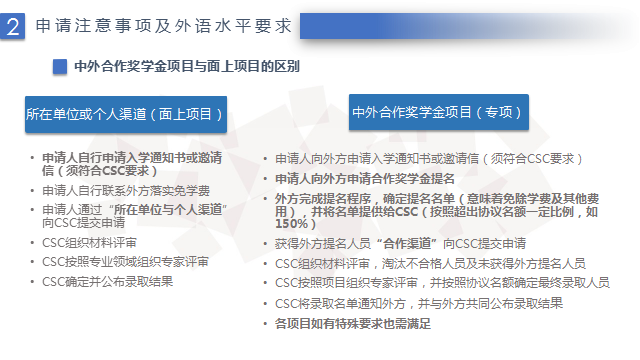 2 申请注意事项及外语水平要求
中外合作奖学金项目与面上项目的区别
所在单位或个人渠道（面上项目）
• 申请人自行申请入学通知书或邀请
信（须符合CSC要求）
• 申请人自行联系外方落实免学费
• 申请人通过“所在单位与个人渠道”
向CSC提交申请
• CSC组织材料评审
• CSC按照专业领域组织专家评审
• CSC确定并公布录取结果
中外合作奖学金项目（专项）
• 申请人向外方申请入学通知书或邀请信（须符合CSC要求）
• 申请人向外方申请合作奖学金提名
• 外方完成提名程序，确定提名名单（意味着免除学费及其他费
用），并将名单提供给CSC（按照超出协议名额一定比例，如
150%）
• 获得外方提名人员“合作渠道”向CSC提交申请
• CSC组织材料评审，淘汰不合格人员及未获得外方提名人员
• CSC按照项目组织专家评审，并按照协议名额确定最终录取人员
• CSC将录取名单通知外方，并与外方共同公布录取结果
• 各项目如有特殊要求也需满足